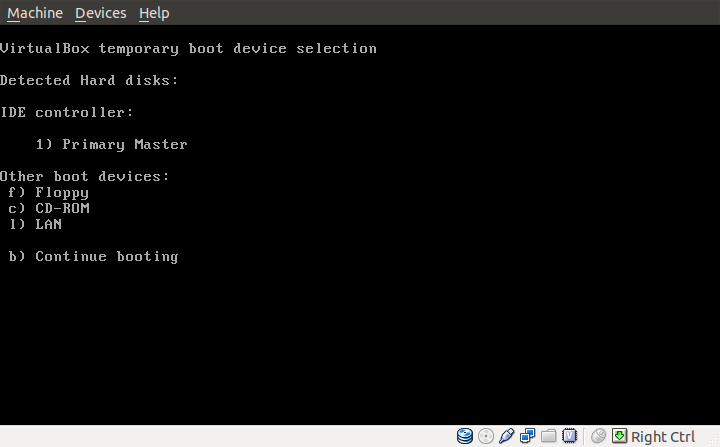 Machine Devices Help
VirtualBox temporary boot device selection
Detected Hard disks:
IDE controller:
1) Primary Master
Other boot devices:
f) Floppy
c) CD-ROM
l) LAN
b) Continue booting
Right Ctrl